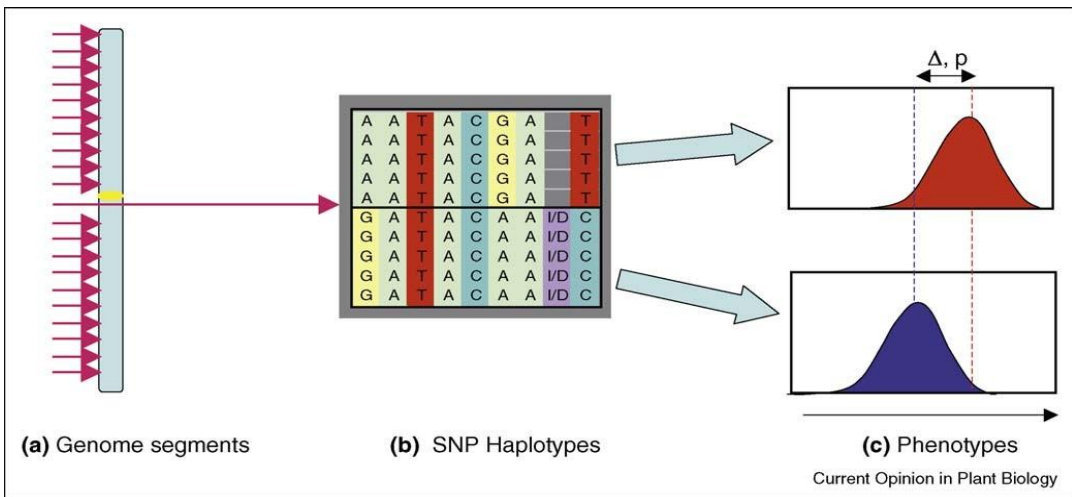 Δ, p
A A T A C G A T
A A T A C G A T
A A T A C G A T
A A T A C G A T
A A T A C G A T
G A T A C A A I/D C
G A T A C A A I/D C
G A T A C A A I/D C
G A T A C A A I/D C
G A T A C A A I/D C
(a) Genome segments
(b) SNP Haplotypes
(c) Phenotypes
Current Opinion in Plant Biology